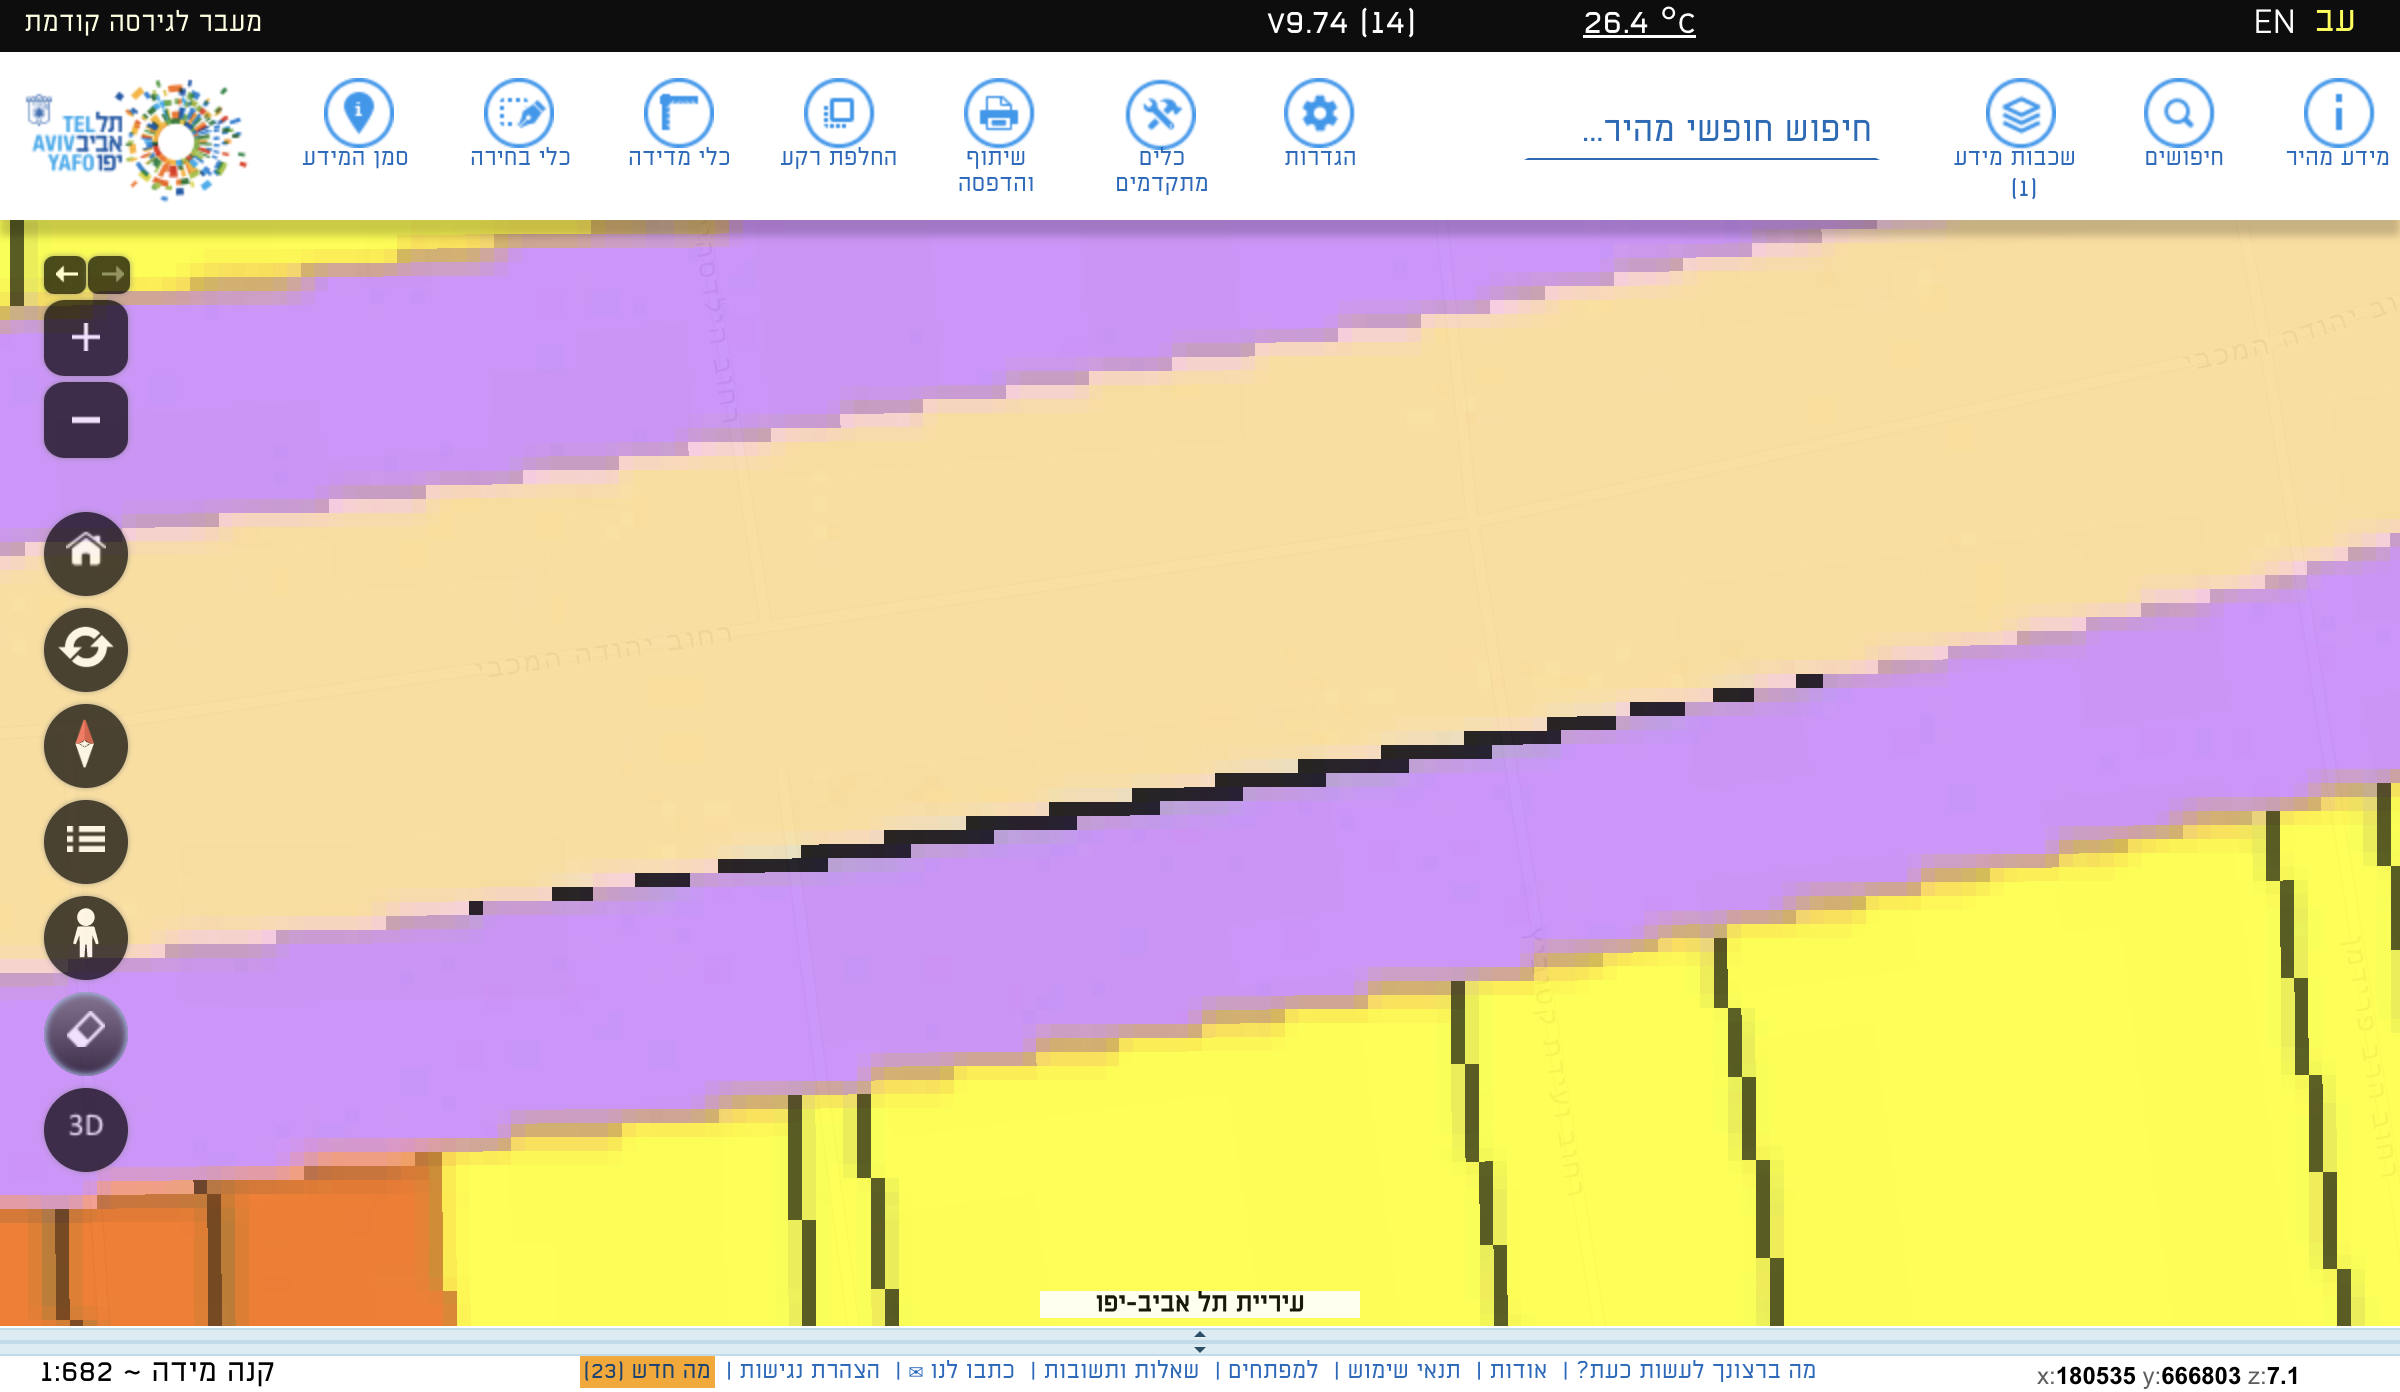 עב EN
26.4 °C
V9.74 (14)
מעבר לגירסה קודמת
מידע מהיר
חיפושים
שכבות מידע
(1)
חיפוש חופשי מהיר...
הגדרות
כלים
מתקדמים
שיתוף
והדפסה
החלפת רקע
כלי מדידה
כלי בחירה
סמן המידע
תל
אביב
יפו
TEL
AVIV
YAFO
רחוב יהודה המכבי
רחוב יהודה המכבי
רחוב הרב פרידמן
3D
עיריית תל אביב-יפו
מה ברצונך לעשות כעת? | אודות | תנאי שימוש | למפתחים | שאלות ותשובות | כתבו לנו ✉ | הצהרת נגישות | מה חדש (23)
קנה מידה ~ 1:682
x:180535 y:666803 z:7.1